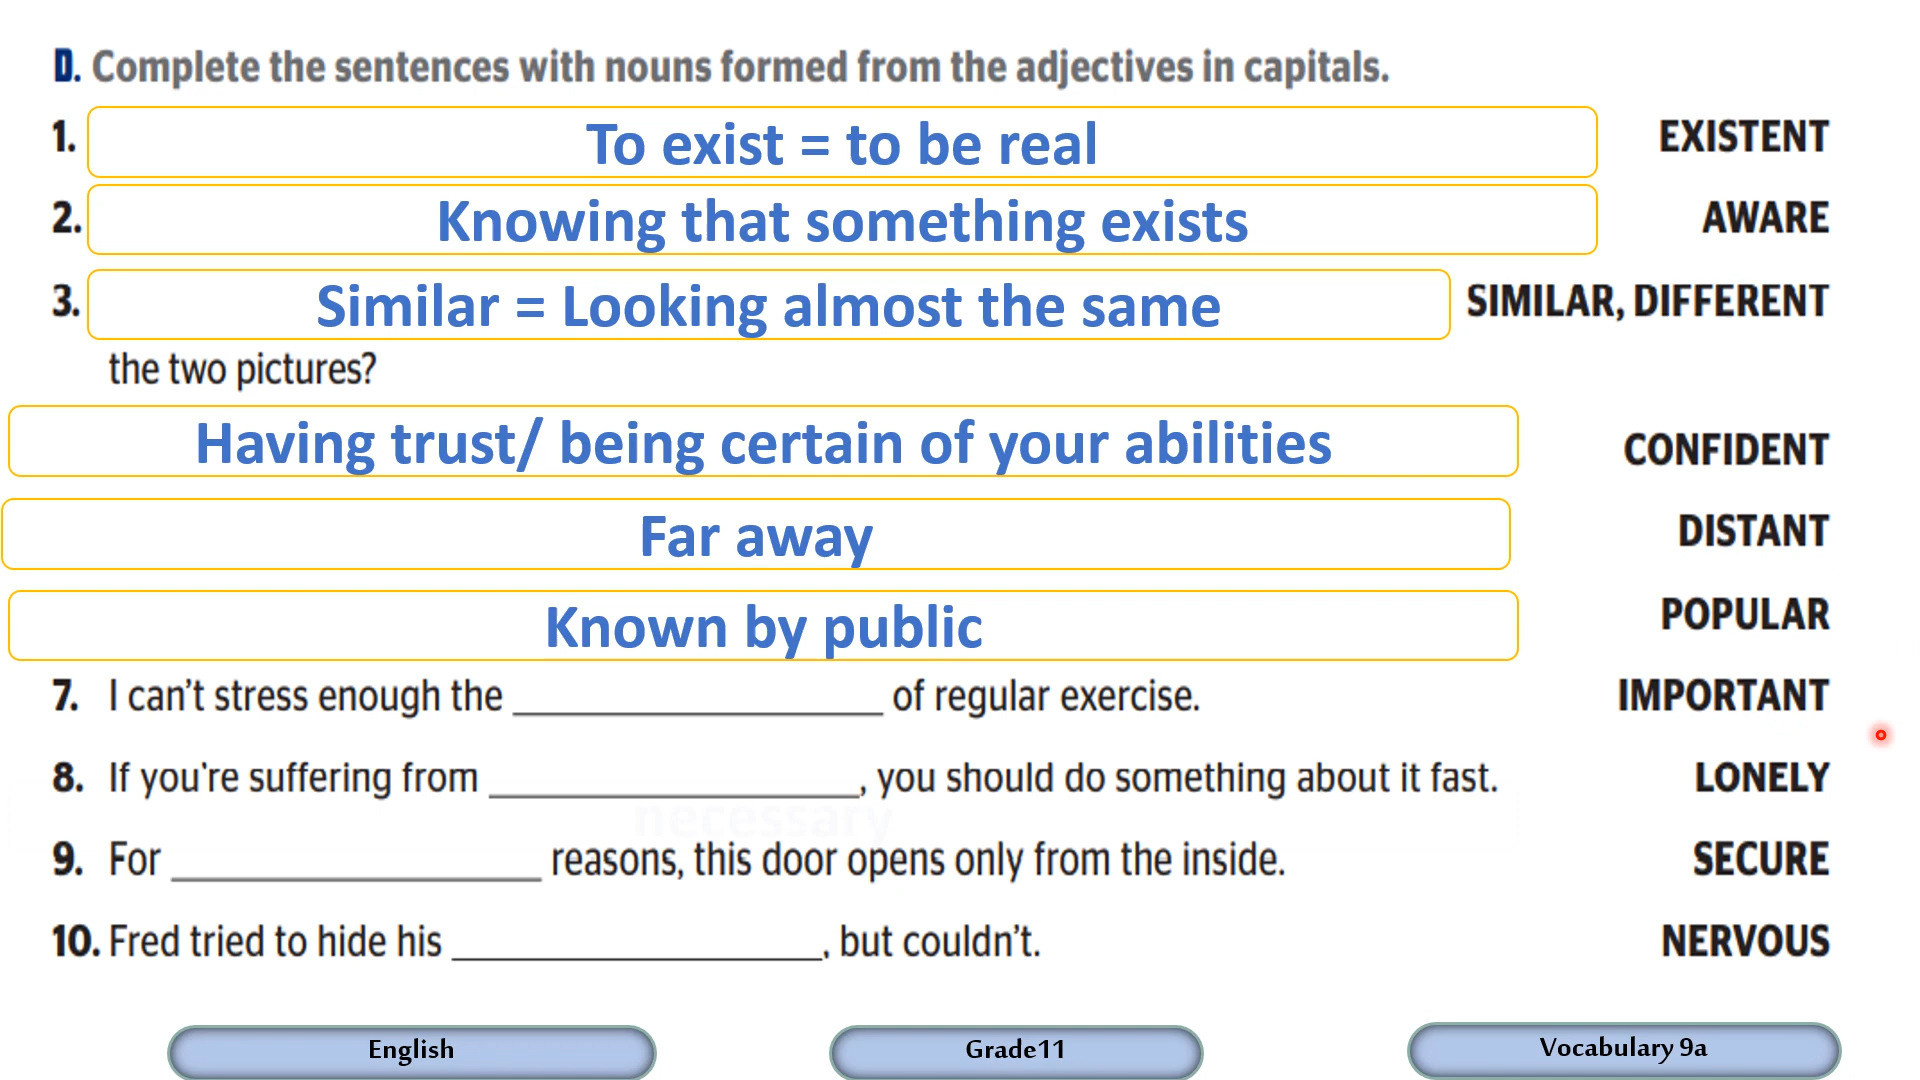 D. Complete the sentences with nouns formed from the adjectives in capitals.
1. To exist = to be real EXISTENT
2. Knowing that something exists AWARE
3. Similar = Looking almost the same SIMILAR, DIFFERENT
the two pictures?
Having trust/ being certain of your abilities CONFIDENT
Far away DISTANT
Known by public POPULAR
7. I can't stress enough the ____________________ of regular exercise. IMPORTANT
8. If you're suffering from ____________________, you should do something about it fast. LONELY
necessary
9. For ____________________ reasons, this door opens only from the inside. SECURE
10. Fred tried to hide his ____________________, but couldn't. NERVOUS
English Grade11 Vocabulary 9a